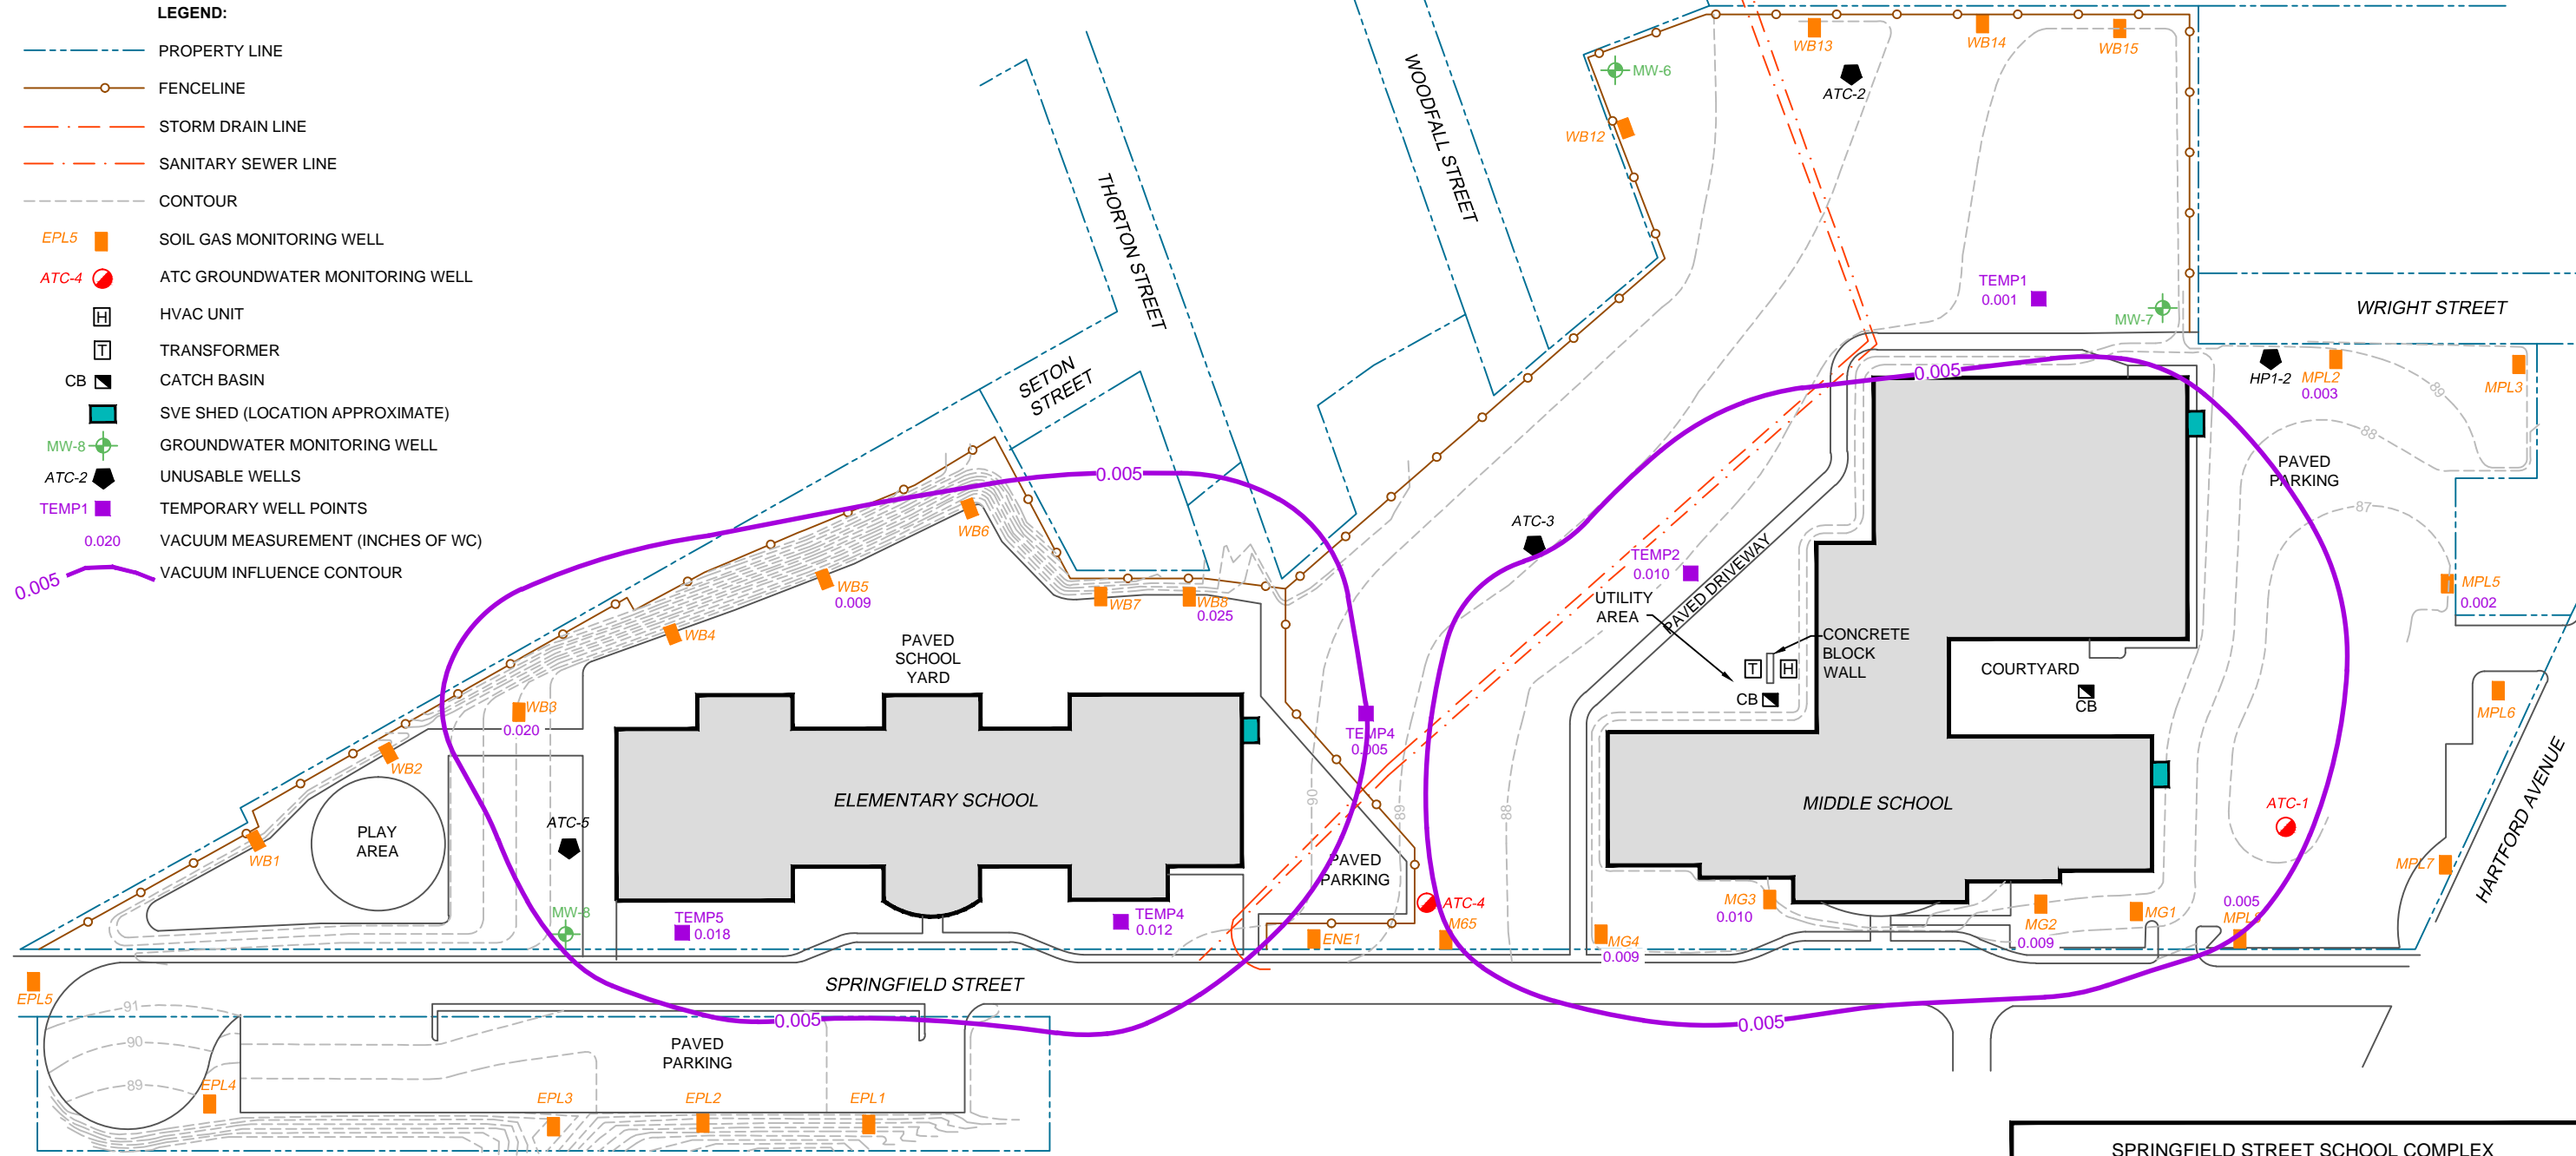 LEGEND:
PROPERTY LINE
FENCELINE
STORM DRAIN LINE
SANITARY SEWER LINE
CONTOUR
EPL5 SOIL GAS MONITORING WELL
ATC-4 ATC GROUNDWATER MONITORING WELL
H HVAC UNIT
T TRANSFORMER
CB CATCH BASIN
SVE SHED (LOCATION APPROXIMATE)
MW-8 GROUNDWATER MONITORING WELL
ATC-2 UNUSABLE WELLS
TEMP1 TEMPORARY WELL POINTS
0.020 VACUUM MEASUREMENT (INCHES OF WC)
0.005 VACUUM INFLUENCE CONTOUR
THORTON STREET
WOODFALL STREET
SETON
STREET
WRIGHT STREET
HARTFORD AVENUE
SPRINGFIELD STREET
MW-6
WB12
WB13
WB14
WB15
ATC-2
TEMP1
0.001
MW-7
HP1-2
MPL2
0.003
MPL3
89
88
87
PAVED
PARKING
MPL5
0.002
MPL6
MPL7
ATC-1
0.005
0.005
WB6
WB5
0.009
WB4
WB7
WB8
0.025
WB3
0.020
WB2
WB1
PLAY
AREA
PAVED
SCHOOL
YARD
ATC-5
MW-8
ELEMENTARY SCHOOL
TEMP5
0.018
TEMP4
0.012
TEMP4
0.005
ATC-3
TEMP2
0.010
PAVED DRIVEWAY
UTILITY
AREA
CONCRETE
BLOCK
WALL
T
H
CB
COURTYARD
CB
MIDDLE SCHOOL
90
89
88
PAVED
PARKING
ATC-4
M65
ENE1
MG4
0.009
MG3
0.010
MG2
0.009
MG1
0.005
0.005
0.005
EPL5
91
90
89
EPL4
PAVED
PARKING
EPL3
EPL2
EPL1
SPRINGFIELD STREET SCHOOL COMPLEX